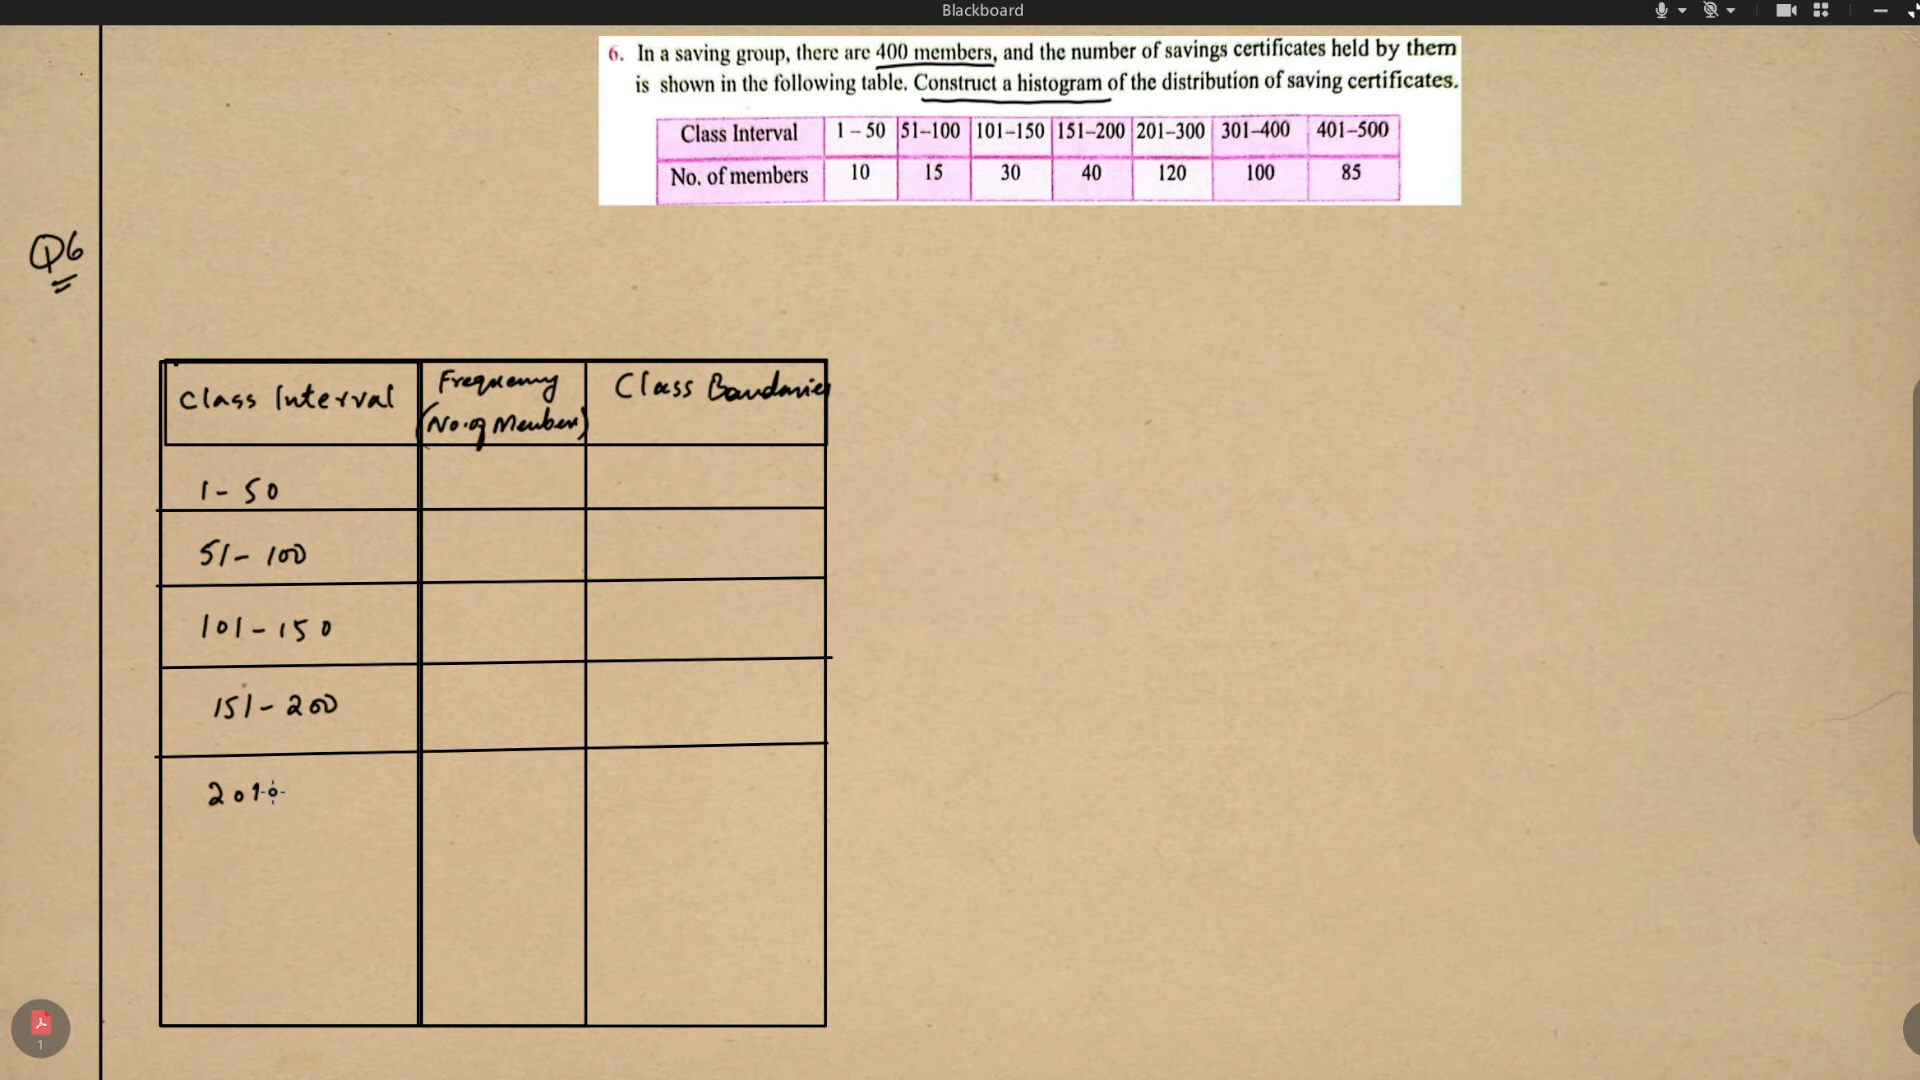 Blackboard
6. In a saving group, there are 400 members, and the number of savings certificates held by them
is shown in the following table. Construct a histogram of the distribution of saving certificates.
Class Interval 1 – 50 51–100 101–150 151–200 201–300 301–400 401–500
No. of members 10 15 30 40 120 100 85
Q6
Class Interval Frequency Class Boundaries
(No. of Member)
1 - 50
51 - 100
101 - 150
151 - 200
201
1